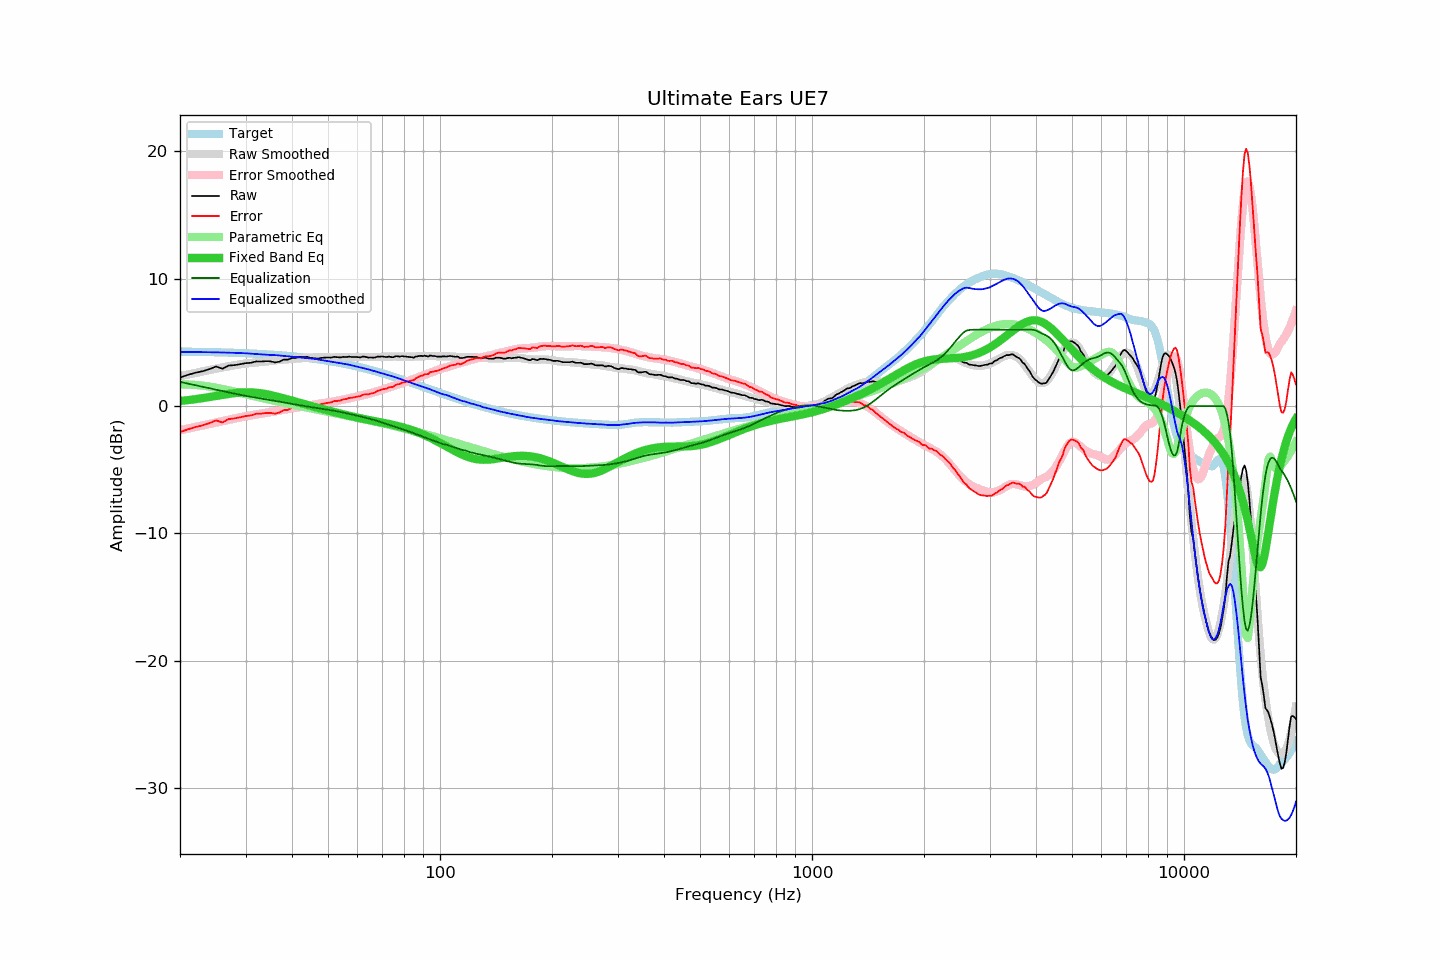 Ultimate Ears UE7
Target
Raw Smoothed
Error Smoothed
Raw
Error
Parametric Eq
Fixed Band Eq
Equalization
Equalized smoothed
20
10
0
−10
−20
−30
Amplitude (dBr)
100
1000
10000
Frequency (Hz)